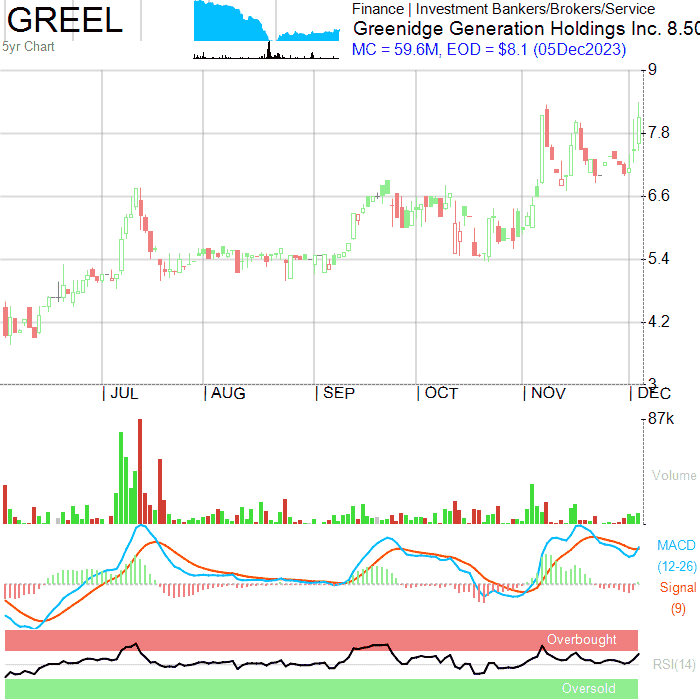 GREEL
5yr Chart
Finance | Investment Bankers/Brokers/Service
Greenidge Generation Holdings Inc. 8.50
MC = 59.6M, EOD = $8.1 (05Dec2023)
9
7.8
6.6
5.4
4.2
3
| JUL | AUG | SEP | OCT | NOV | DEC
87k
Volume
MACD
(12-26)
Signal
(9)
Overbought
RSI(14)
Oversold